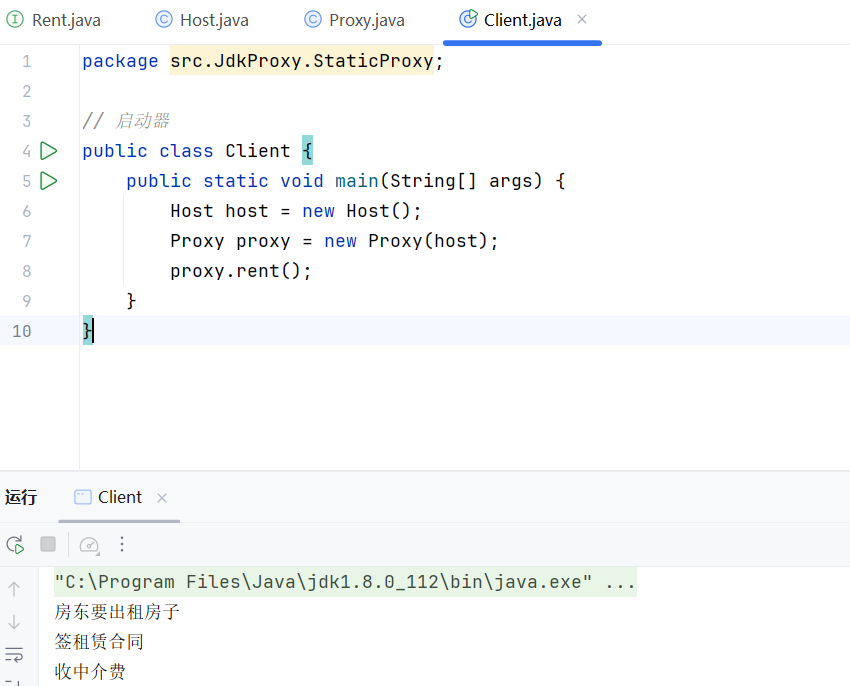 Rent.java Host.java Proxy.java Client.java
1 package src.JdkProxy.StaticProxy;
2
3 // 启动器
4 public class Client {
5 public static void main(String[] args) {
6 Host host = new Host();
7 Proxy proxy = new Proxy(host);
8 proxy.rent();
9 }
10 }
运行 Client
"C:\Program Files\Java\jdk1.8.0_112\bin\java.exe" ...
房东要出租房子
签租赁合同
收中介费